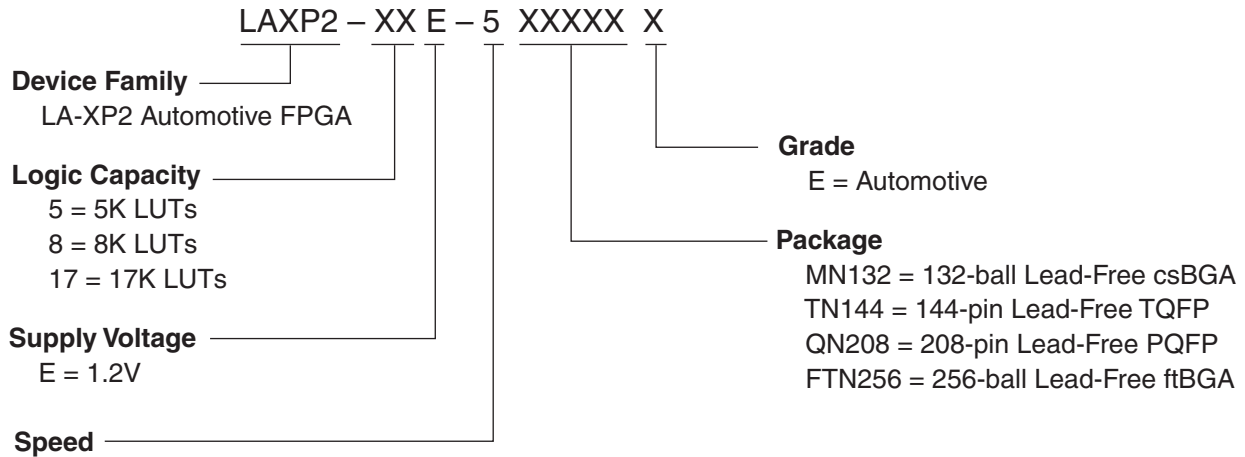 LAXP2 – XX E – 5 XXXXX X
Device Family
LA-XP2 Automotive FPGA
Logic Capacity
5 = 5K LUTs
8 = 8K LUTs
17 = 17K LUTs
Supply Voltage
E = 1.2V
Speed
Grade
E = Automotive
Package
MN132 = 132-ball Lead-Free csBGA
TN144 = 144-pin Lead-Free TQFP
QN208 = 208-pin Lead-Free PQFP
FTN256 = 256-ball Lead-Free ftBGA